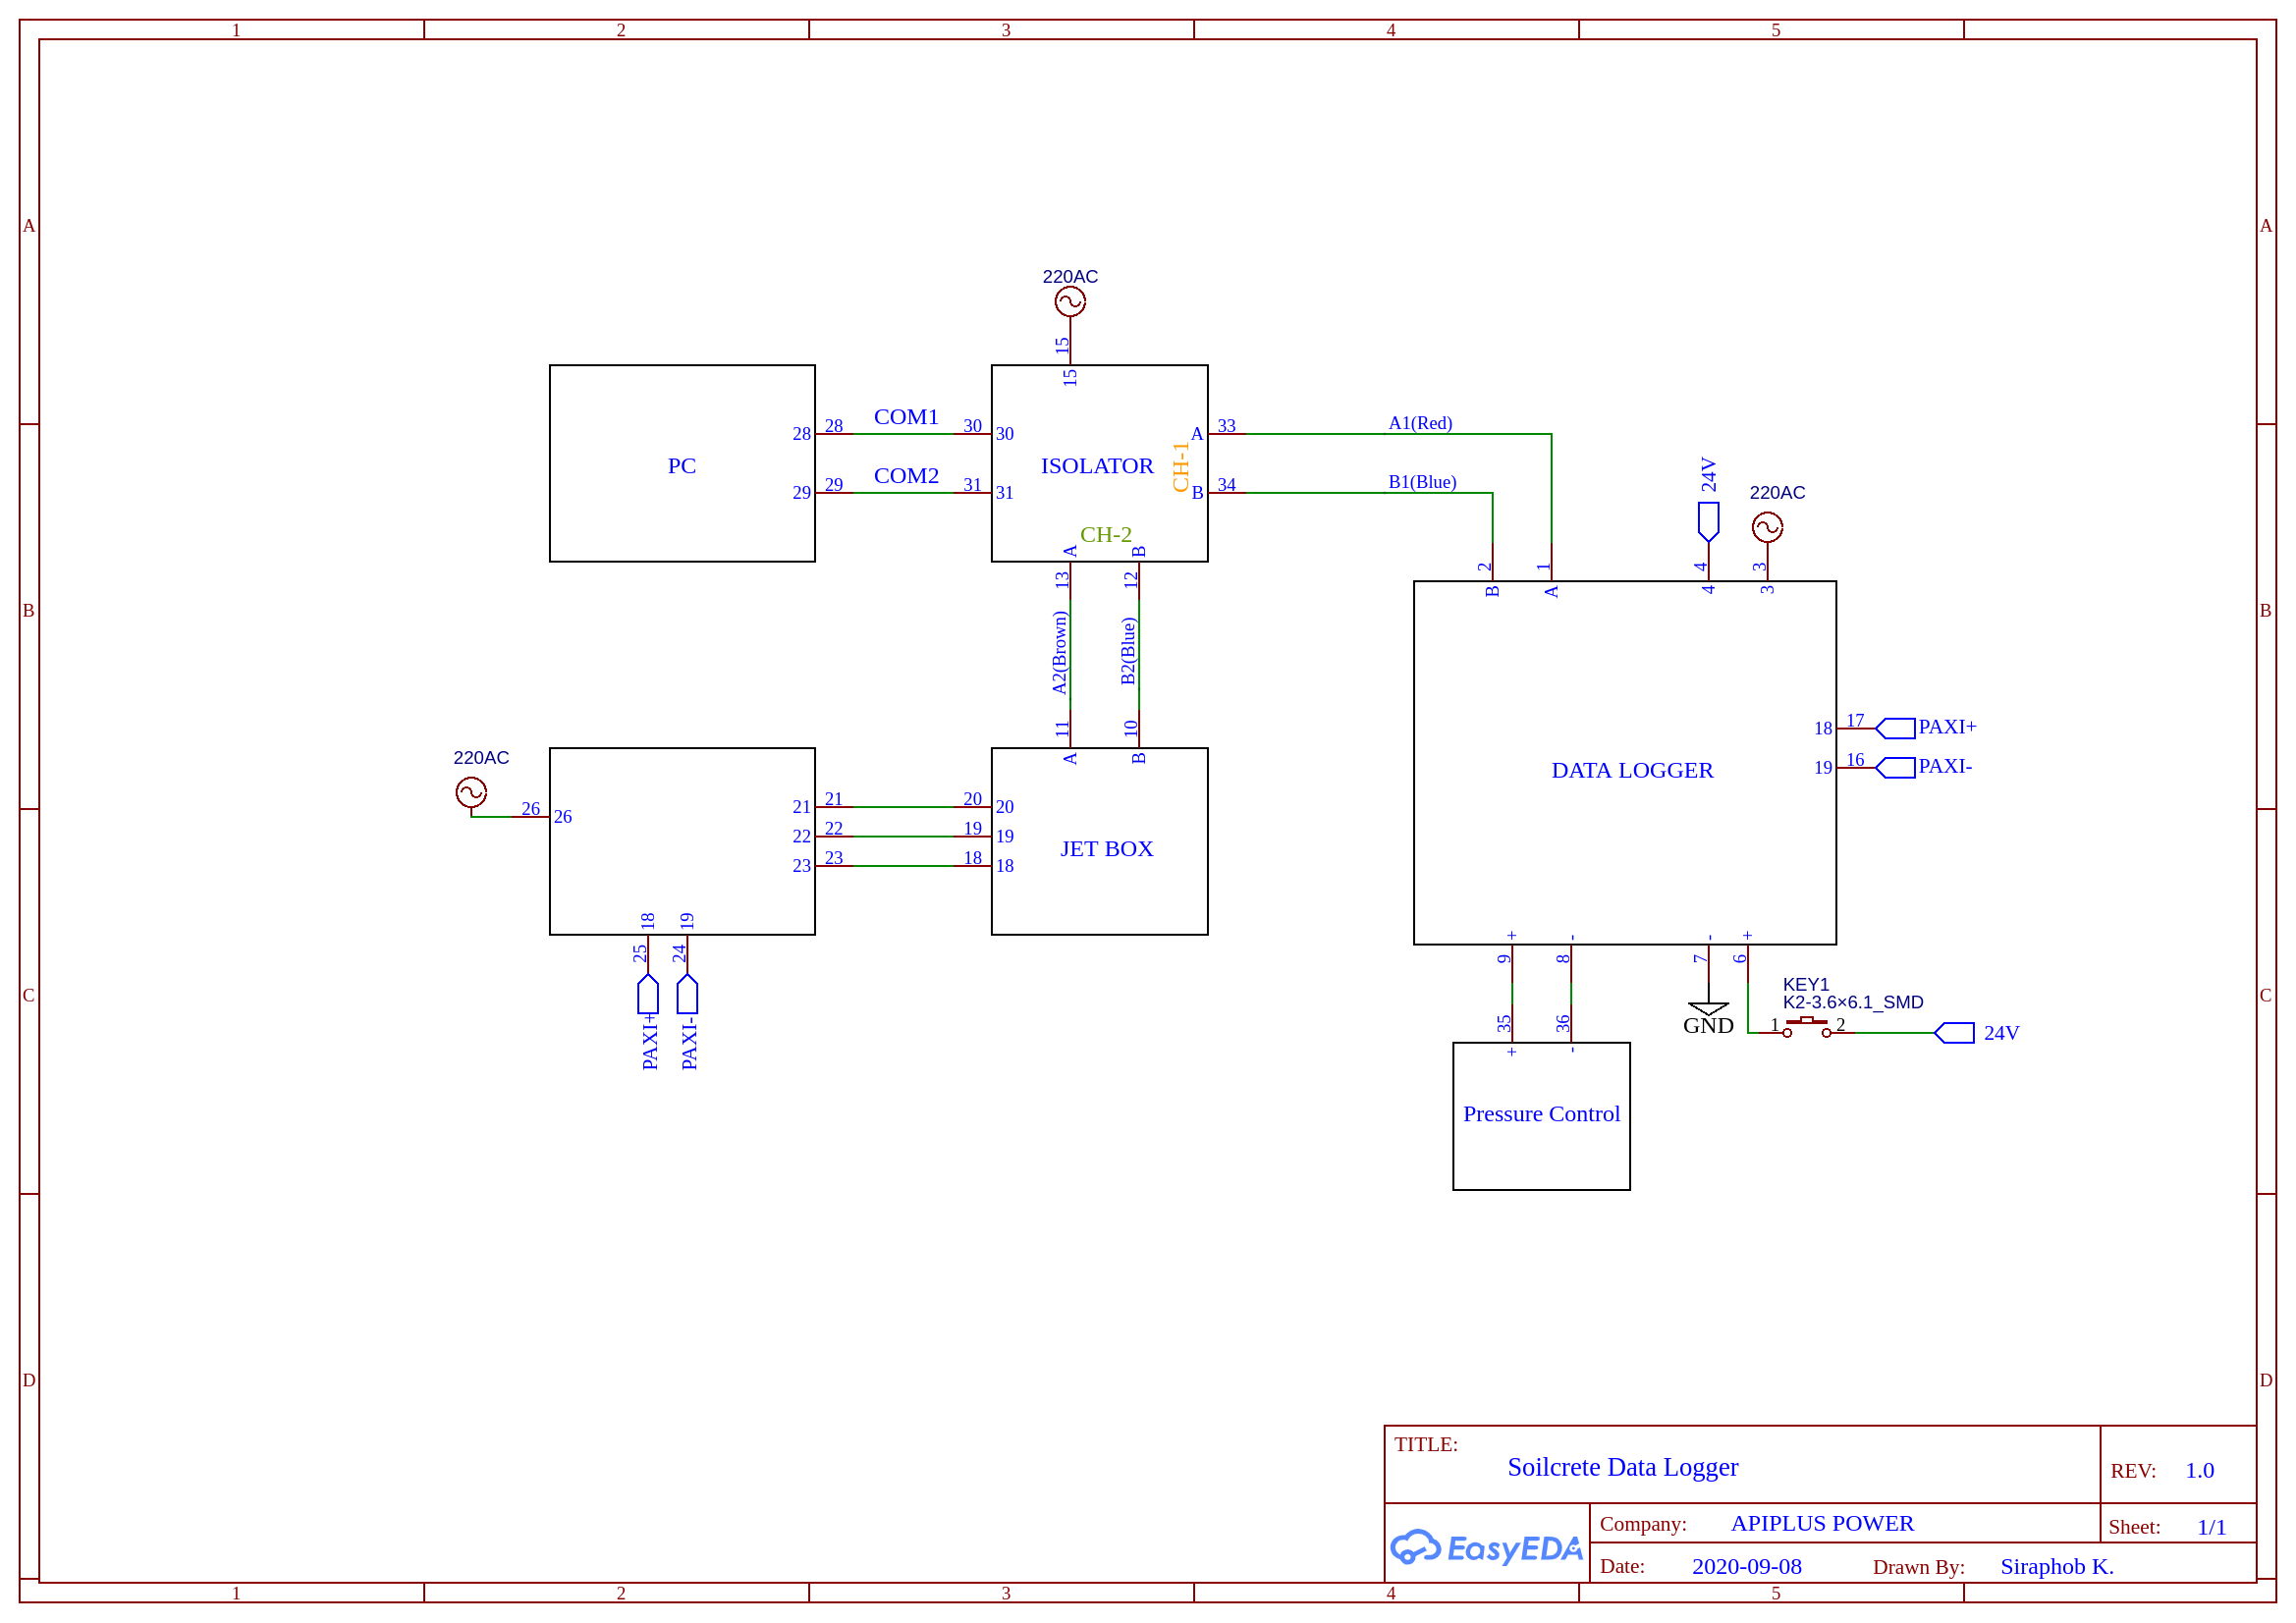 1 2 3 4 5
A A
220AC
15
15
PC
28 28 COM1 30 30
29 29 COM2 31 31
ISOLATOR
CH-1
CH-2
A 33 A1(Red)
B 34 B1(Blue)
A B
13 12
A2(Brown) B2(Blue)
11 10
A B
24V 220AC
2 1 4 3
B A 4 3
B B
DATA LOGGER
18 17 PAXI+
19 16 PAXI-
220AC
26 26
21 21 20 20
22 22 19 19
23 23 18 18
JET BOX
18 19
25 24
PAXI+ PAXI-
+ - - +
9 8 7 6
35 36
+ -
GND
KEY1
K2-3.6×6.1_SMD
1 2 24V
Pressure Control
C C
D D
TITLE:
Soilcrete Data Logger
REV: 1.0
EasyEDA
Company: APIPLUS POWER
Sheet: 1/1
Date: 2020-09-08 Drawn By: Siraphob K.
1 2 3 4 5